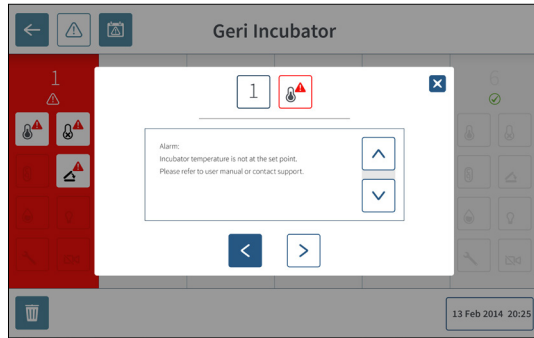 Geri Incubator
1
6
1
Alarm:
Incubator temperature is not at the set point.
Please refer to user manual or contact support.
13 Feb 2014 20:25